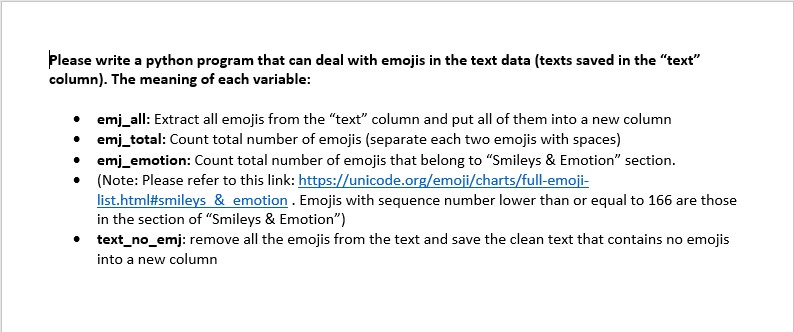 Please write a python program that can deal with emojis in the text data (texts saved in the “text”
column). The meaning of each variable:
• emj_all: Extract all emojis from the “text” column and put all of them into a new column
• emj_total: Count total number of emojis (separate each two emojis with spaces)
• emj_emotion: Count total number of emojis that belong to “Smileys & Emotion” section.
• (Note: Please refer to this link: https://unicode.org/emoji/charts/full-emoji-
list.html#smileys_&_emotion . Emojis with sequence number lower than or equal to 166 are those
in the section of “Smileys & Emotion”)
• text_no_emj: remove all the emojis from the text and save the clean text that contains no emojis
into a new column